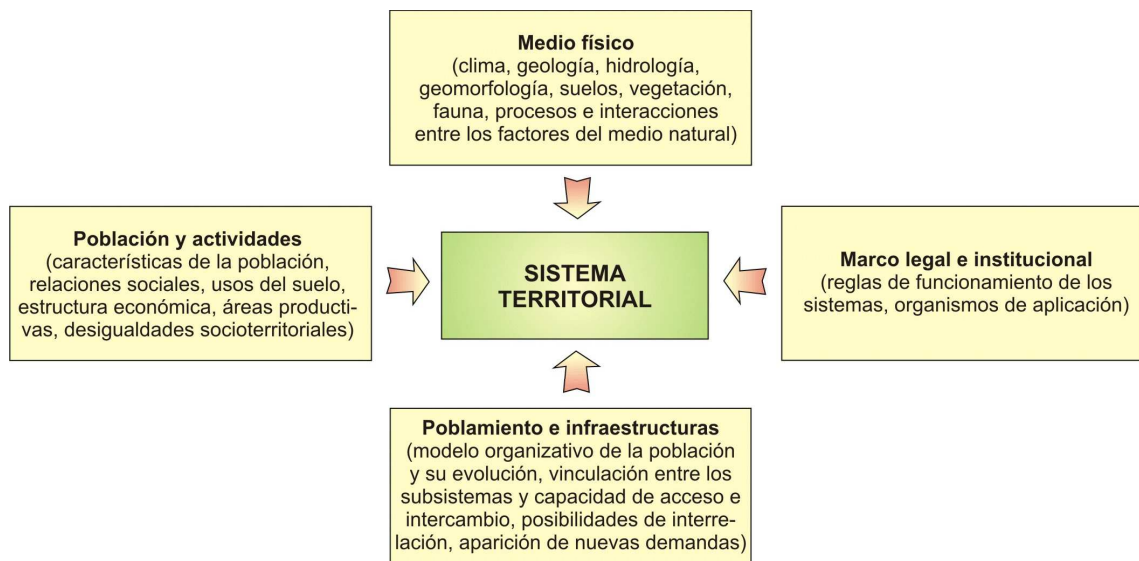 Medio físico
(clima, geología, hidrología,
geomorfología, suelos, vegetación,
fauna, procesos e interacciones
entre los factores del medio natural)
Población y actividades
(características de la población,
relaciones sociales, usos del suelo,
estructura económica, áreas producti-
vas, desigualdades socioterritoriales)
SISTEMA
TERRITORIAL
Marco legal e institucional
(reglas de funcionamiento de los
sistemas, organismos de aplicación)
Poblamiento e infraestructuras
(modelo organizativo de la población
y su evolución, vinculación entre los
subsistemas y capacidad de acceso e
intercambio, posibilidades de interre-
lación, aparición de nuevas demandas)